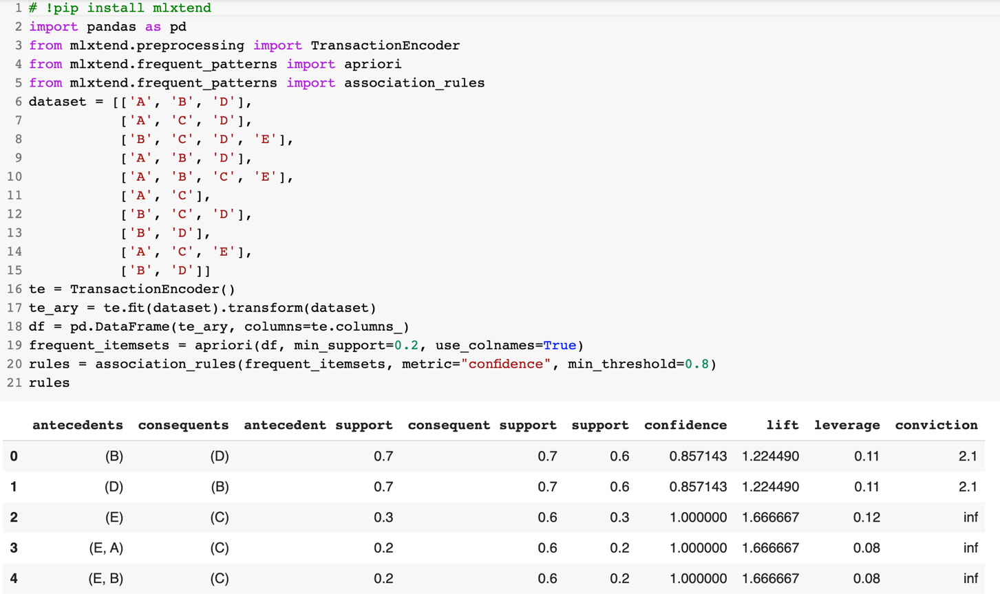 1 # !pip install mlxtend
2 import pandas as pd
3 from mlxtend.preprocessing import TransactionEncoder
4 from mlxtend.frequent_patterns import apriori
5 from mlxtend.frequent_patterns import association_rules
6 dataset = [['A', 'B', 'D'],
7 ['A', 'C', 'D'],
8 ['B', 'C', 'D', 'E'],
9 ['A', 'B', 'D'],
10 ['A', 'B', 'C', 'E'],
11 ['A', 'C'],
12 ['B', 'C', 'D'],
13 ['B', 'D'],
14 ['A', 'C', 'E'],
15 ['B', 'D']]
16 te = TransactionEncoder()
17 te_ary = te.fit(dataset).transform(dataset)
18 df = pd.DataFrame(te_ary, columns=te.columns_)
19 frequent_itemsets = apriori(df, min_support=0.2, use_colnames=True)
20 rules = association_rules(frequent_itemsets, metric="confidence", min_threshold=0.8)
21 rules
antecedents consequents antecedent support consequent support support confidence lift leverage conviction
0 (B) (D) 0.7 0.7 0.6 0.857143 1.224490 0.11 2.1
1 (D) (B) 0.7 0.7 0.6 0.857143 1.224490 0.11 2.1
2 (E) (C) 0.3 0.6 0.3 1.000000 1.666667 0.12 inf
3 (E, A) (C) 0.2 0.6 0.2 1.000000 1.666667 0.08 inf
4 (E, B) (C) 0.2 0.6 0.2 1.000000 1.666667 0.08 inf